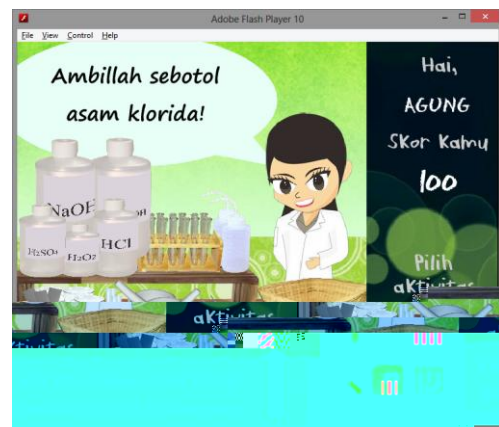 Adobe Flash Player 10
File View Control Help
Ambillah sebotol
asam klorida!
NaOH
OH
H₂SO₄
H₂O₂
HCl
Hai,
AGUNG
Skor Kamu
100
Pilih
aktivitas